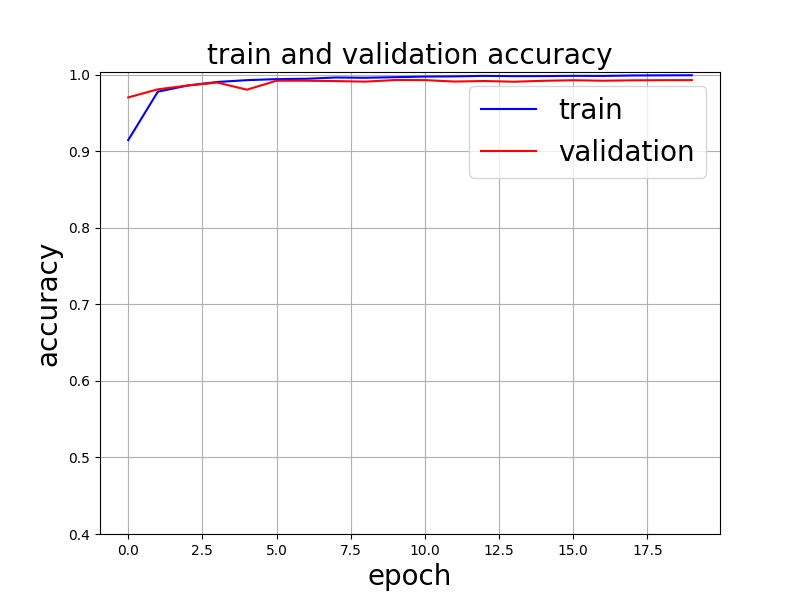 train and validation accuracy
1.0
0.9
0.8
0.7
0.6
0.5
0.4
accuracy
train
validation
0.0 2.5 5.0 7.5 10.0 12.5 15.0 17.5
epoch